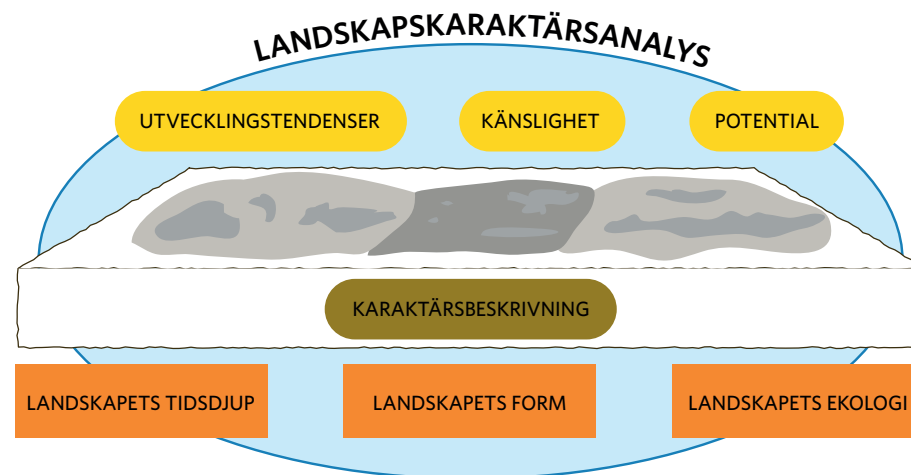 LANDSKAPSKARAKTÄRSANALYS
UTVECKLINGSTENDENSER
KÄNSLIGHET
POTENTIAL
KARAKTÄRSBESKRIVNING
LANDSKAPETS TIDSDJUP
LANDSKAPETS FORM
LANDSKAPETS EKOLOGI